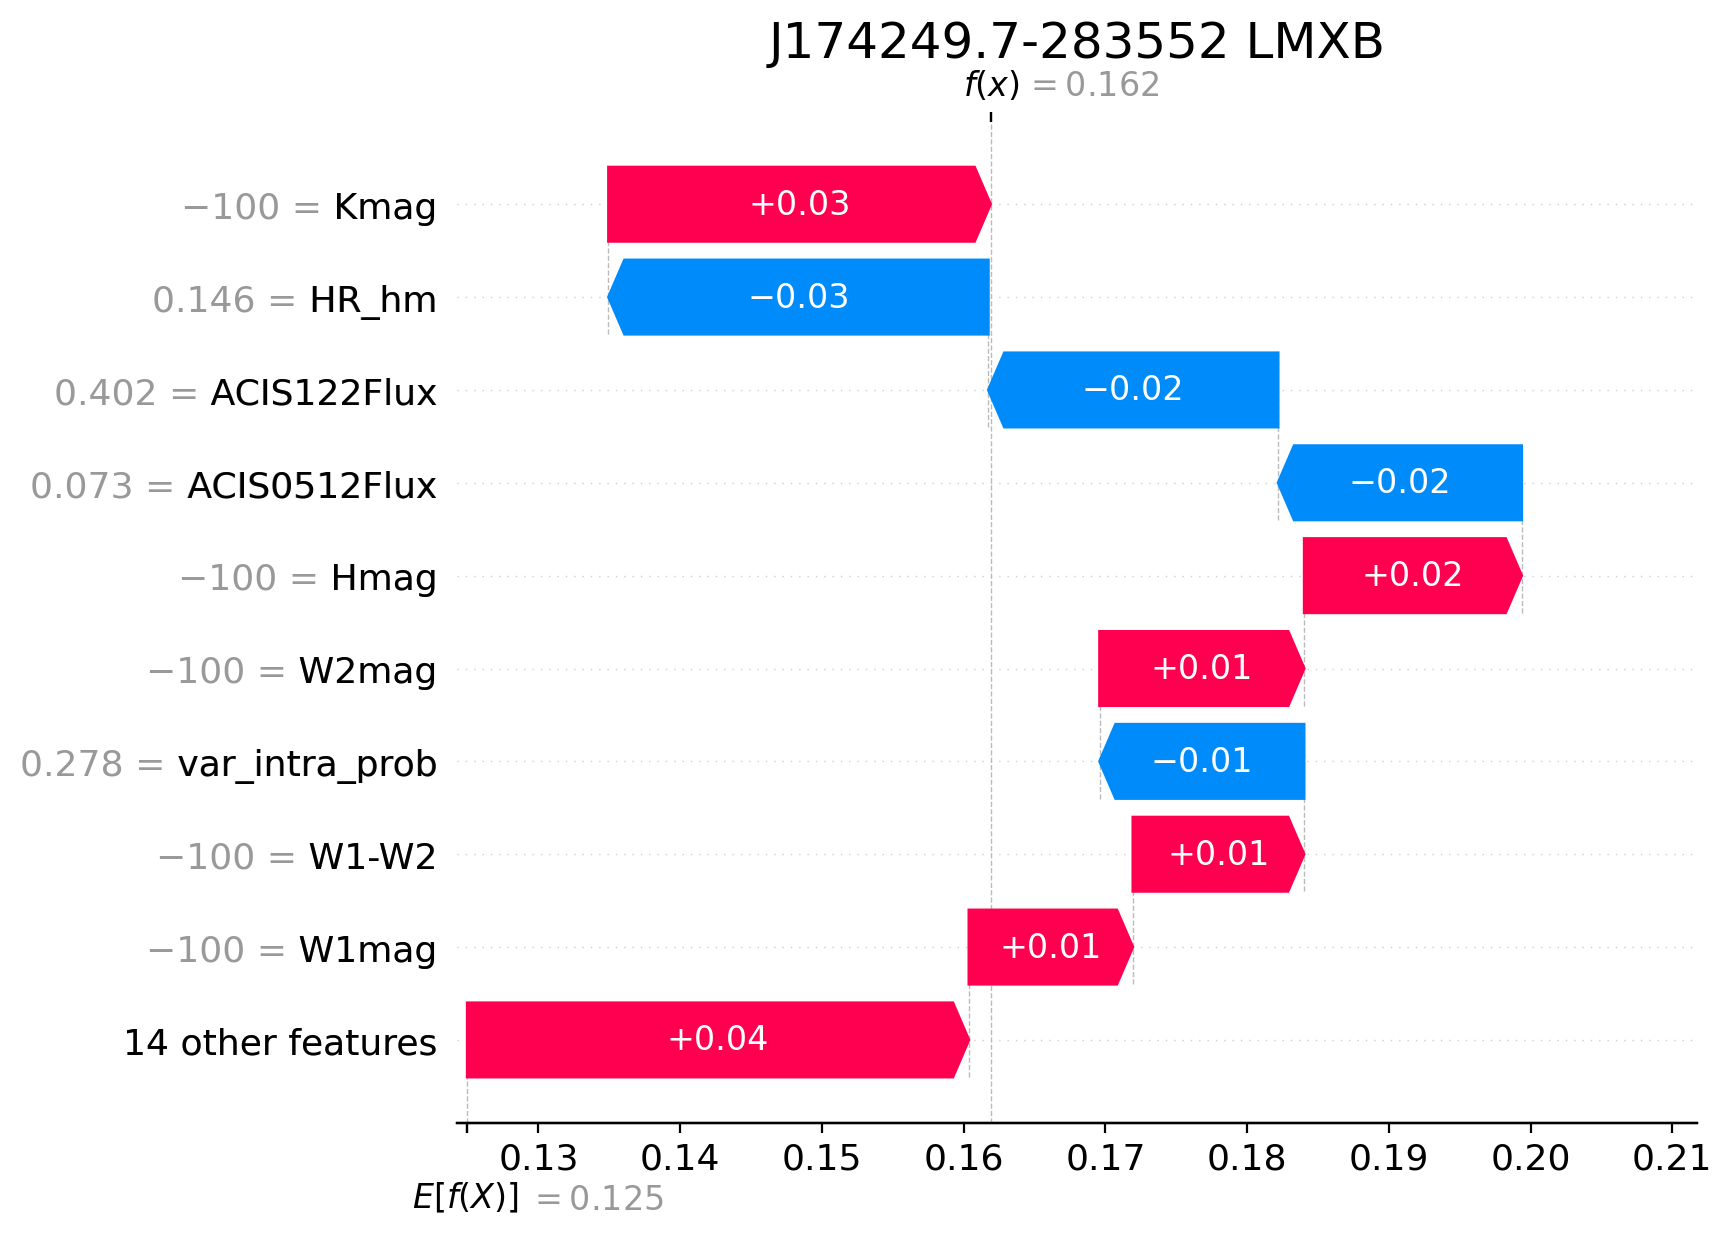 J174249.7-283552 LMXB
f(x) = 0.162
−100 = Kmag +0.03
0.146 = HR_hm −0.03
0.402 = ACIS122Flux −0.02
0.073 = ACIS0512Flux −0.02
−100 = Hmag +0.02
−100 = W2mag +0.01
0.278 = var_intra_prob −0.01
−100 = W1-W2 +0.01
−100 = W1mag +0.01
14 other features +0.04
0.13 0.14 0.15 0.16 0.17 0.18 0.19 0.20 0.21
E[f(X)] = 0.125